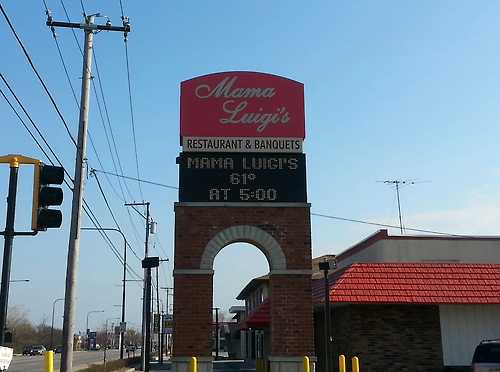 Mama
Luigi's
RESTAURANT & BANQUETS
MAMA LUIGI'S
61°
AT 5:00